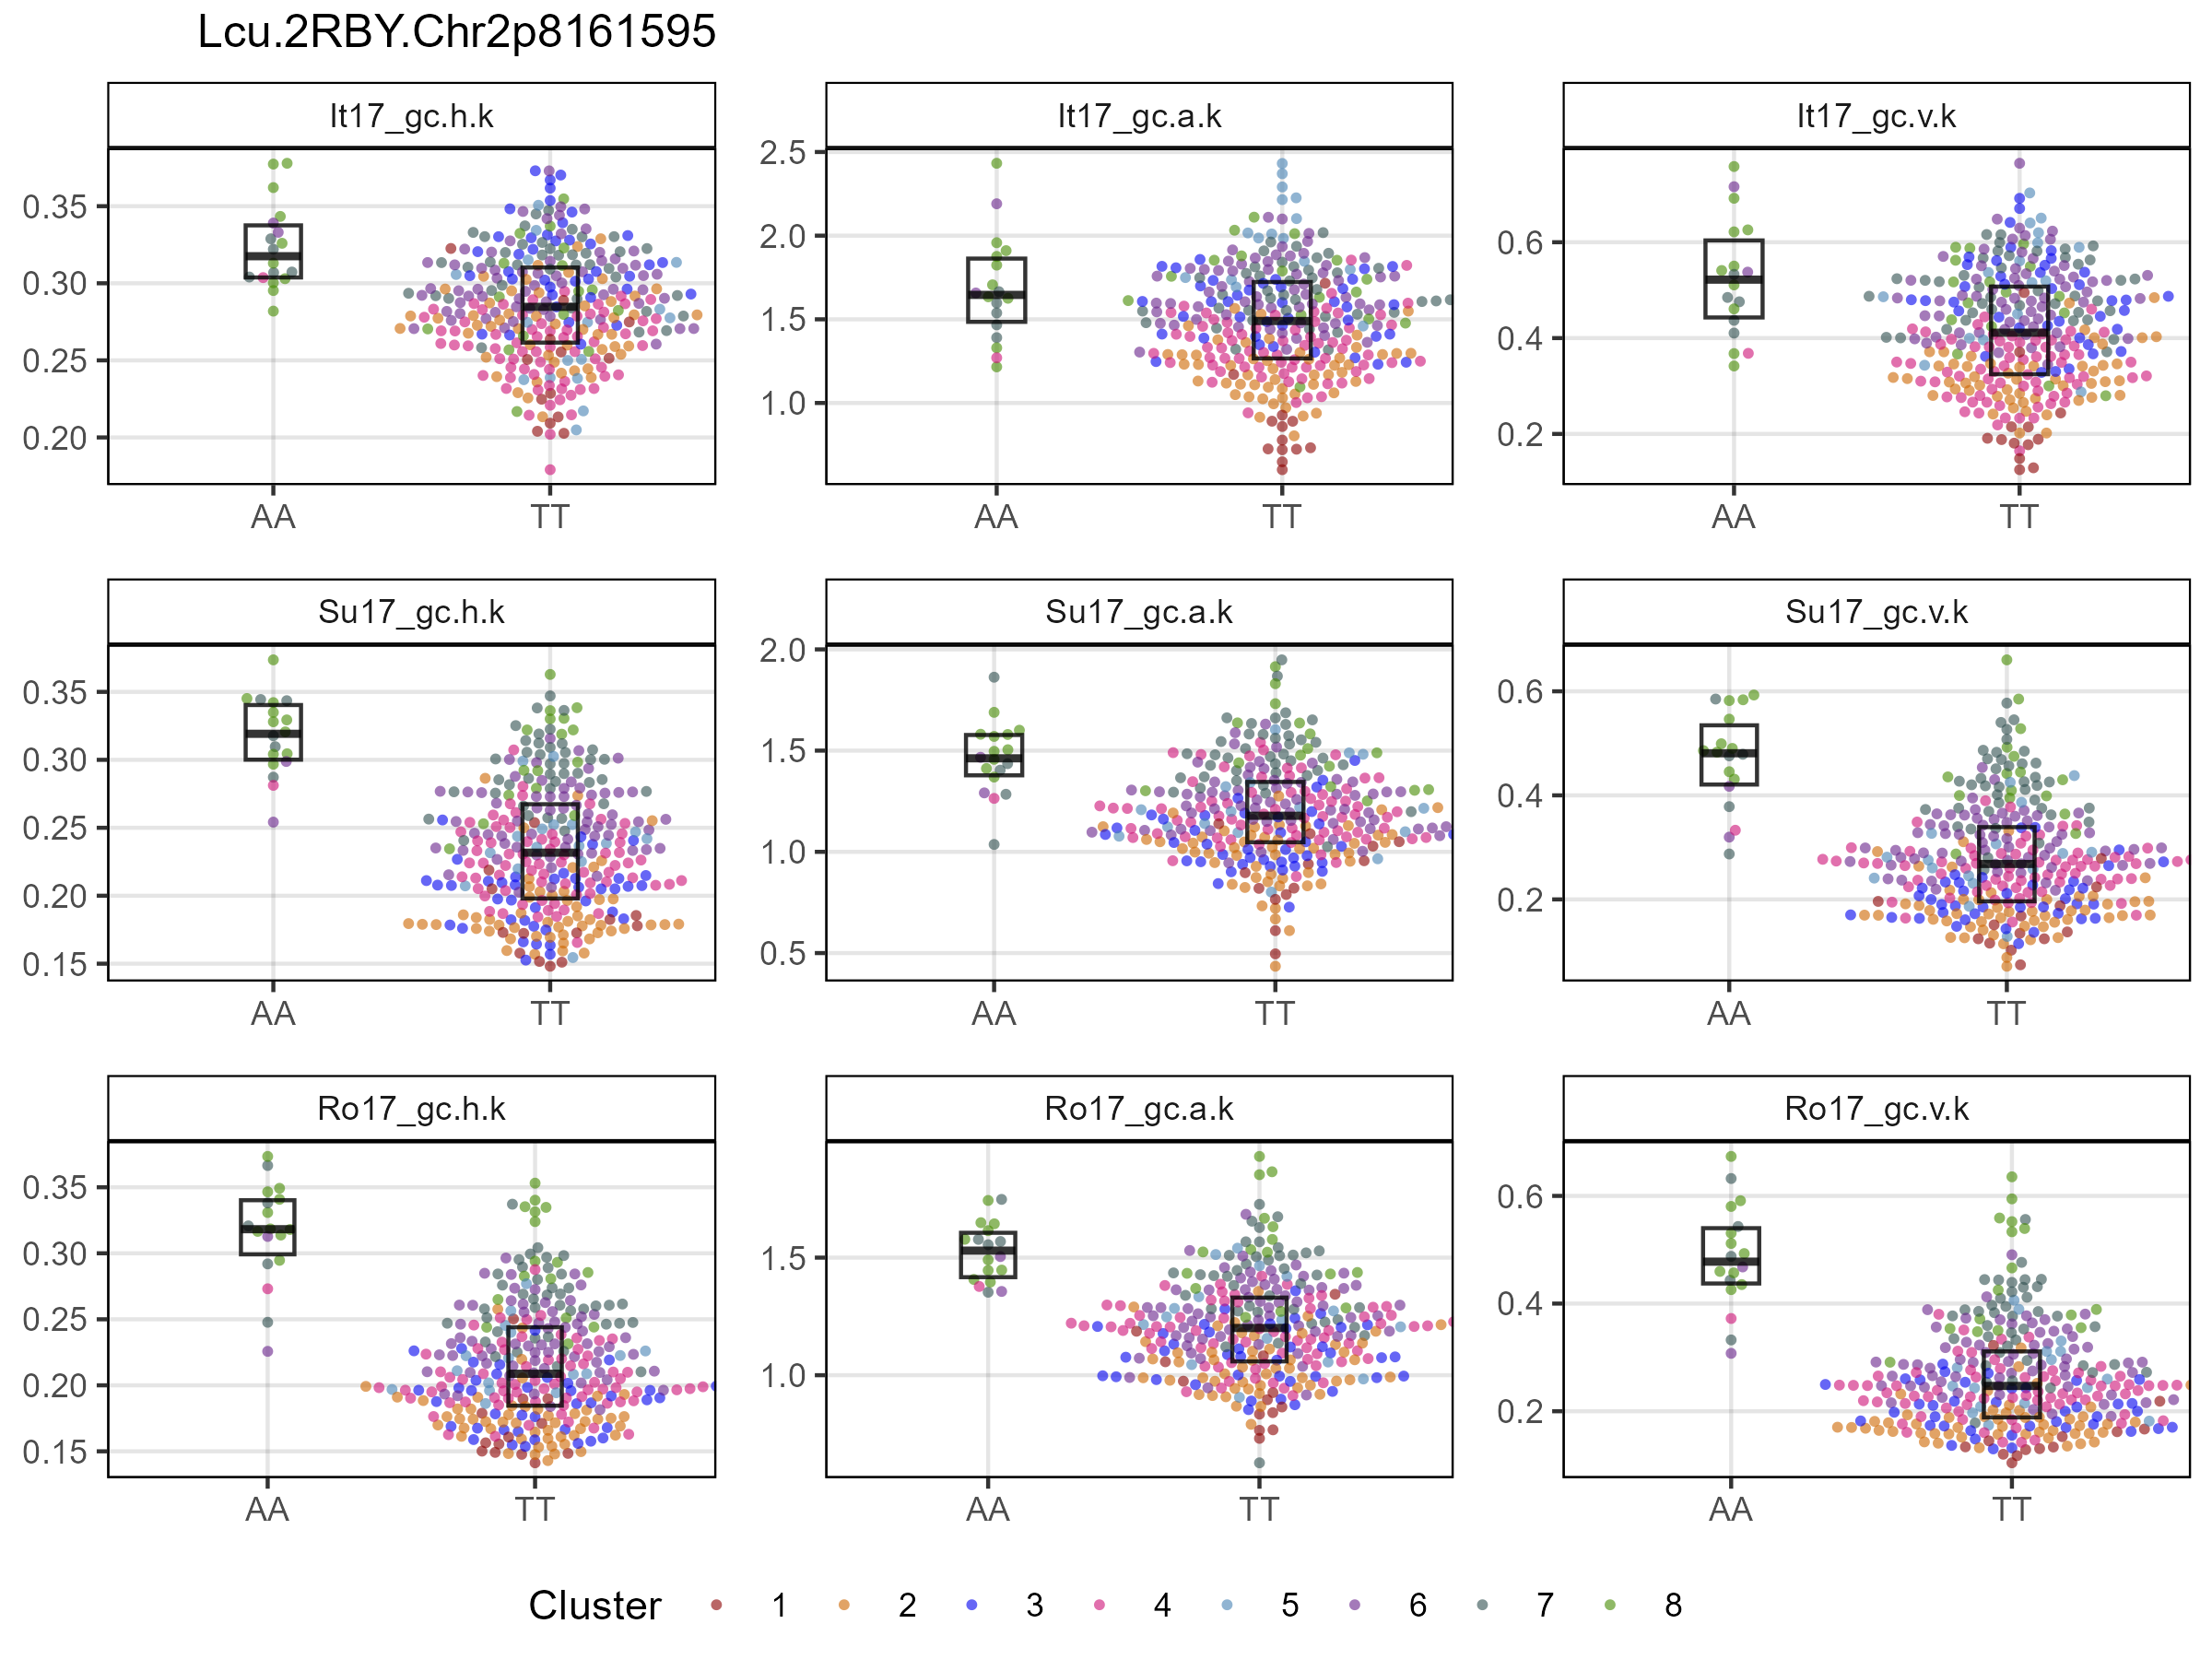 Lcu.2RBY.Chr2p8161595
It17_gc.h.k
It17_gc.a.k
It17_gc.v.k
0.35
0.30
0.25
0.20
AA TT
2.5
2.0
1.5
1.0
AA TT
0.6
0.4
0.2
AA TT
Su17_gc.h.k
Su17_gc.a.k
Su17_gc.v.k
0.35
0.30
0.25
0.20
0.15
AA TT
2.0
1.5
1.0
0.5
AA TT
0.6
0.4
0.2
AA TT
Ro17_gc.h.k
Ro17_gc.a.k
Ro17_gc.v.k
0.35
0.30
0.25
0.20
0.15
AA TT
1.5
1.0
AA TT
0.6
0.4
0.2
AA TT
Cluster 1 2 3 4 5 6 7 8